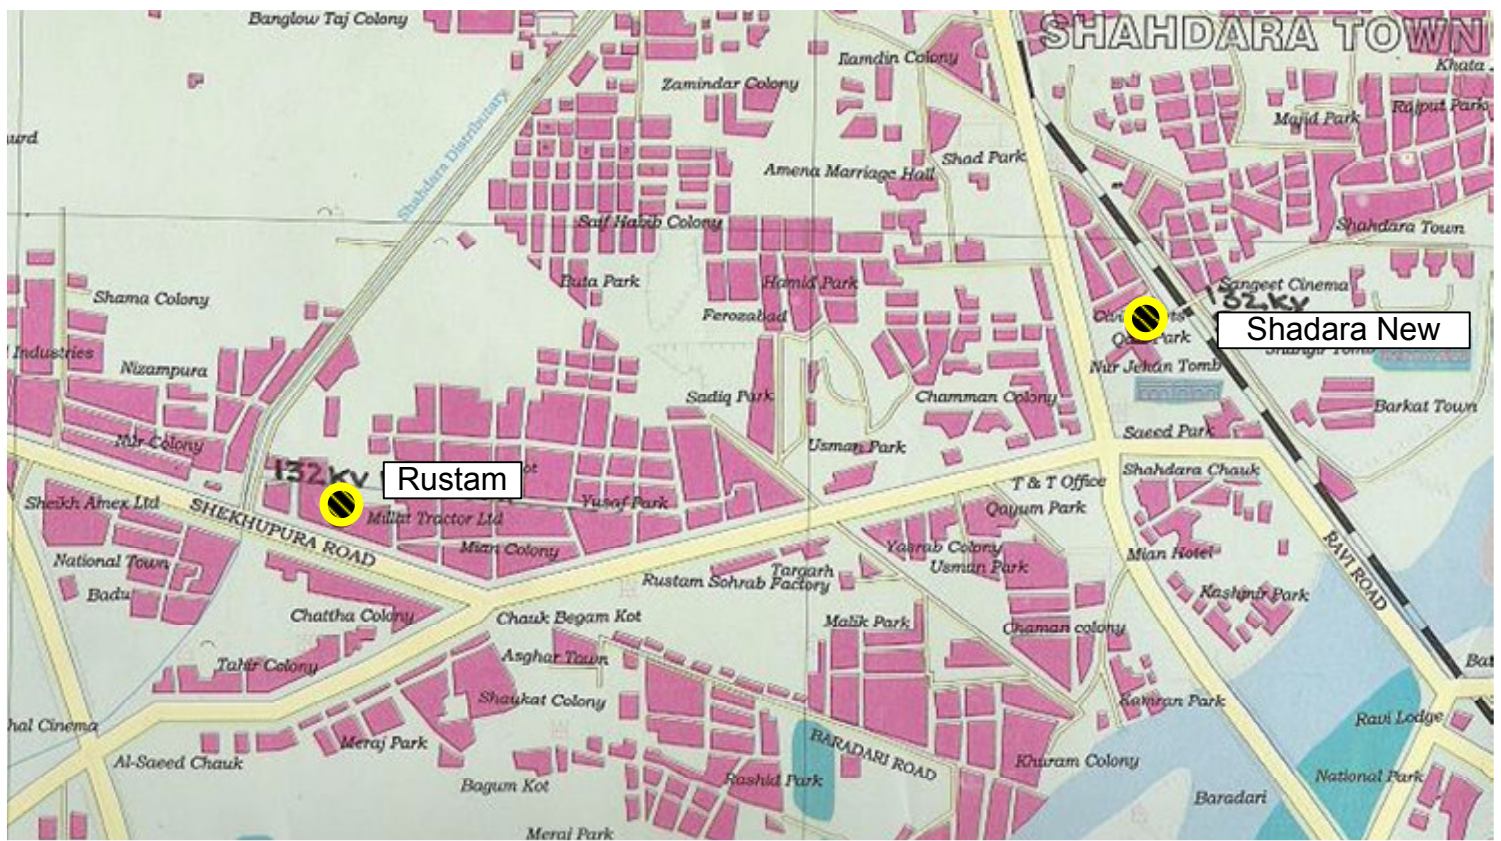 Banglow Taj Colony
SHAHDARA TOWN
Ramdin Colony
Khata
Zamindar Colony
Shahdara Distributary
Rajput Park
Majid Park
urd
Shad Park
Amena Marriage Hall
Saif Habib Colony
Shahdara Town
Buta Park
Hamid Park
Sangeet Cinema
Shama Colony
132KV
Ferozabad
Shadara New
Park
Industries
Nizampura
Nur Jehan Tomb
Sadiq Park
Chamman Colony
Barkat Town
Nur Colony
Usman Park
Saeed Park
132KV
Rustam
ot
Shahdara Chauk
T & T Office
Sheikh Amex Ltd
SHEKHUPURA ROAD
Yusaf Park
Qayum Park
Millat Tractor Ltd
Mian Colony
Yasrab Colony
Mian Hotel
RAVI ROAD
National Town
Usman Park
Targarh
Rustam Sohrab Factory
Badu
Kashmir Park
Chattha Colony
Chauk Begam Kot
Malik Park
Chaman colony
Asghar Town
Tahir Colony
Bat
Shaukat Colony
Kamran Park
Ravi Lodge
hal Cinema
Meraj Park
BARADARI ROAD
Al-Saeed Chauk
Khuram Colony
Rashid Park
National Park
Bagum Kot
Baradari
Meraj Park